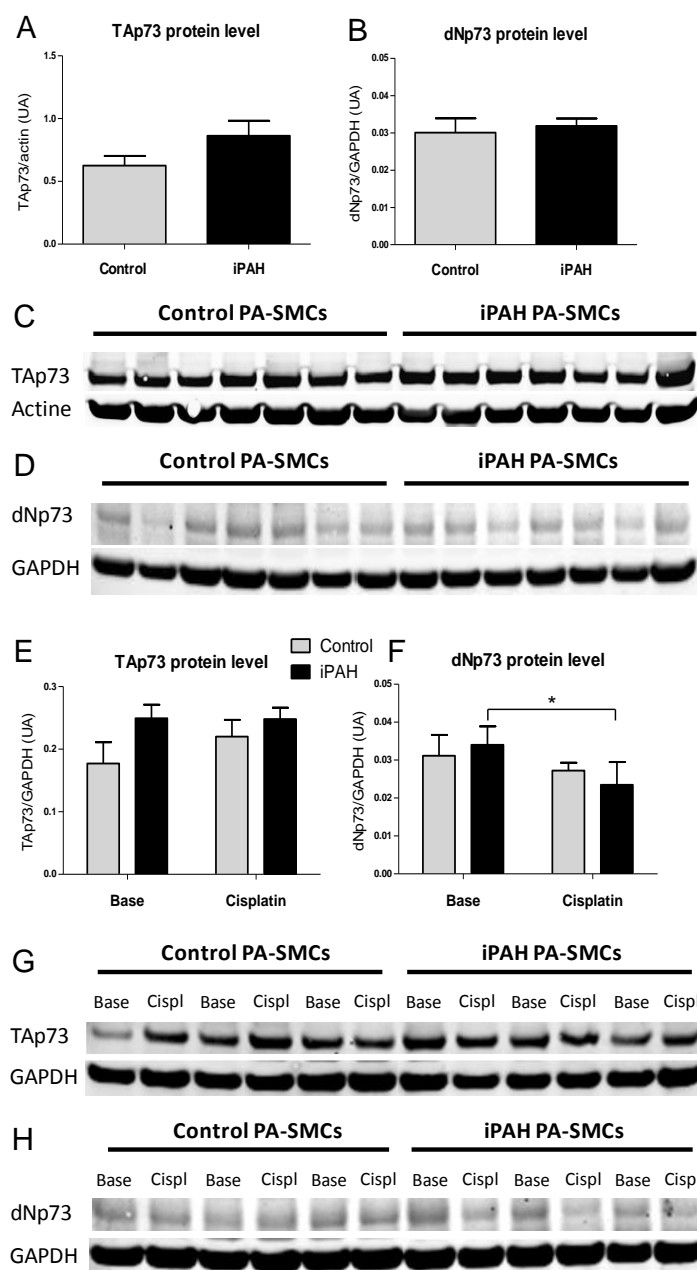 A
TAp73 protein level
TAp73/actin (UA)
1.5
1.0
0.5
0.0
Control
iPAH
B
dNp73 protein level
dNp73/GAPDH (UA)
0.05
0.04
0.03
0.02
0.01
0.00
Control
iPAH
C
Control PA-SMCs
iPAH PA-SMCs
TAp73
Actine
D
Control PA-SMCs
iPAH PA-SMCs
dNp73
GAPDH
E
TAp73 protein level
Control
iPAH
TAp73/GAPDH (UA)
0.3
0.2
0.1
0.0
Base
Cisplatin
F
dNp73 protein level
*
dNp73/GAPDH (UA)
0.05
0.04
0.03
0.02
0.01
0.00
Base
Cisplatin
G
Control PA-SMCs
iPAH PA-SMCs
Base Cispl Base Cispl Base Cispl Base Cispl Base Cispl Base Cispl
TAp73
GAPDH
H
Control PA-SMCs
iPAH PA-SMCs
Base Cispl Base Cispl Base Cispl Base Cispl Base Cispl Base Cispl
dNp73
GAPDH